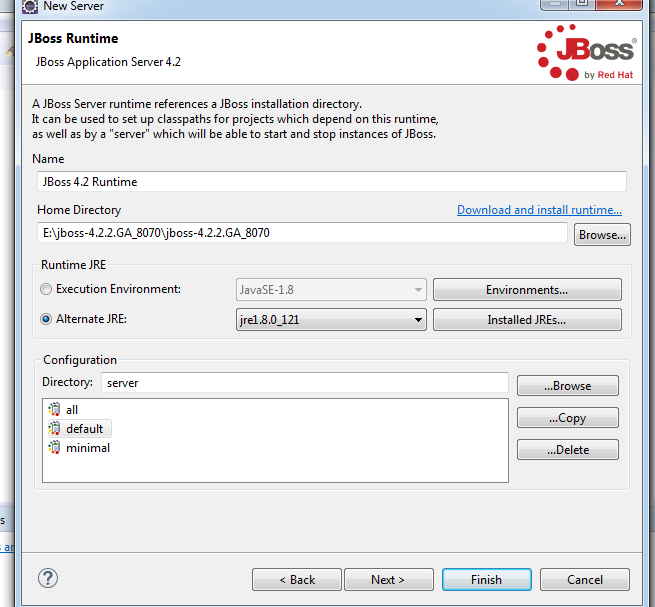 New Server
JBoss Runtime
JBoss Application Server 4.2
JBoss®
by Red Hat
A JBoss Server runtime references a JBoss installation directory.
It can be used to set up classpaths for projects which depend on this runtime,
as well as by a "server" which will be able to start and stop instances of JBoss.
Name
JBoss 4.2 Runtime
Home Directory
Download and install runtime...
E:\jboss-4.2.2.GA_8070\jboss-4.2.2.GA_8070
Browse...
Runtime JRE
Execution Environment:
JavaSE-1.8
Environments...
Alternate JRE:
jre1.8.0_121
Installed JREs...
Configuration
Directory:
server
...Browse
all
default
minimal
...Copy
...Delete
s
s ar
?
< Back
Next >
Finish
Cancel